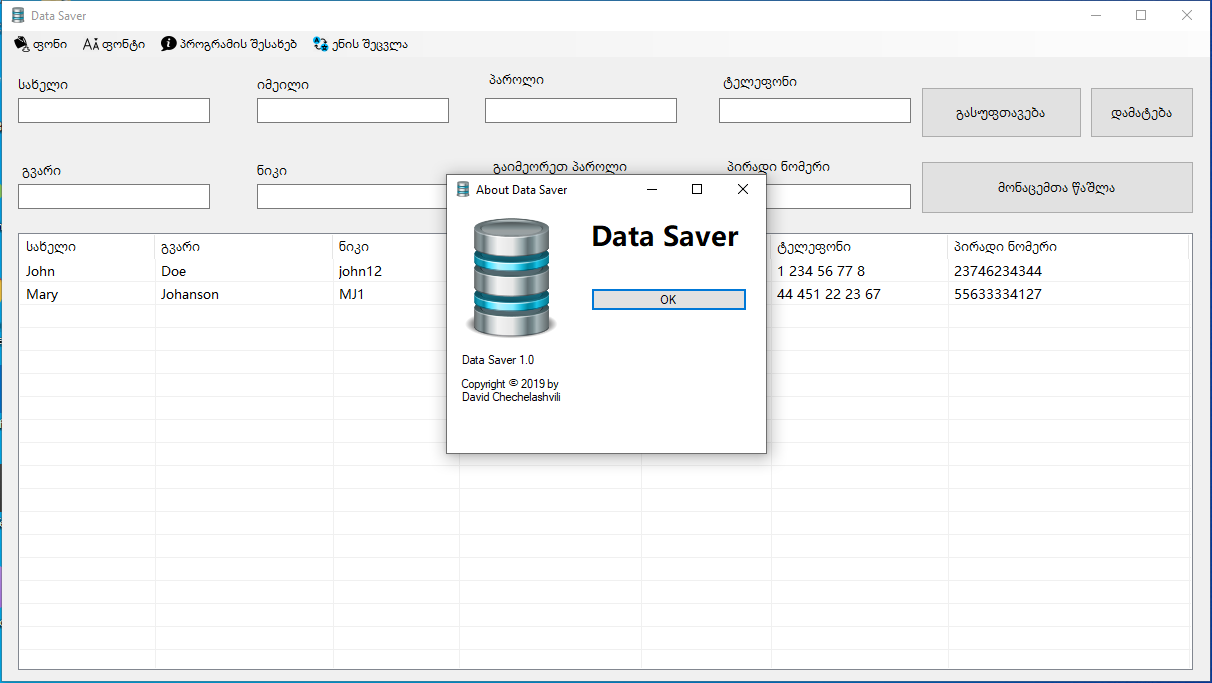 Data Saver
ფონი ფონტი პროგრამის შესახებ ენის შეცვლა
სახელი იმეილი პაროლი ტელეფონი
გასუფთავება დამატება
გვარი ნიკი გაიმეორეთ პაროლი პირადი ნომერი
მონაცემთა წაშლა
სახელი გვარი ნიკი ტელეფონი პირადი ნომერი
John Doe john12 1 234 56 77 8 23746234344
Mary Johanson MJ1 44 451 22 23 67 55633334127
About Data Saver
Data Saver
OK
Data Saver 1.0
Copyright © 2019 by
David Chechelashvili